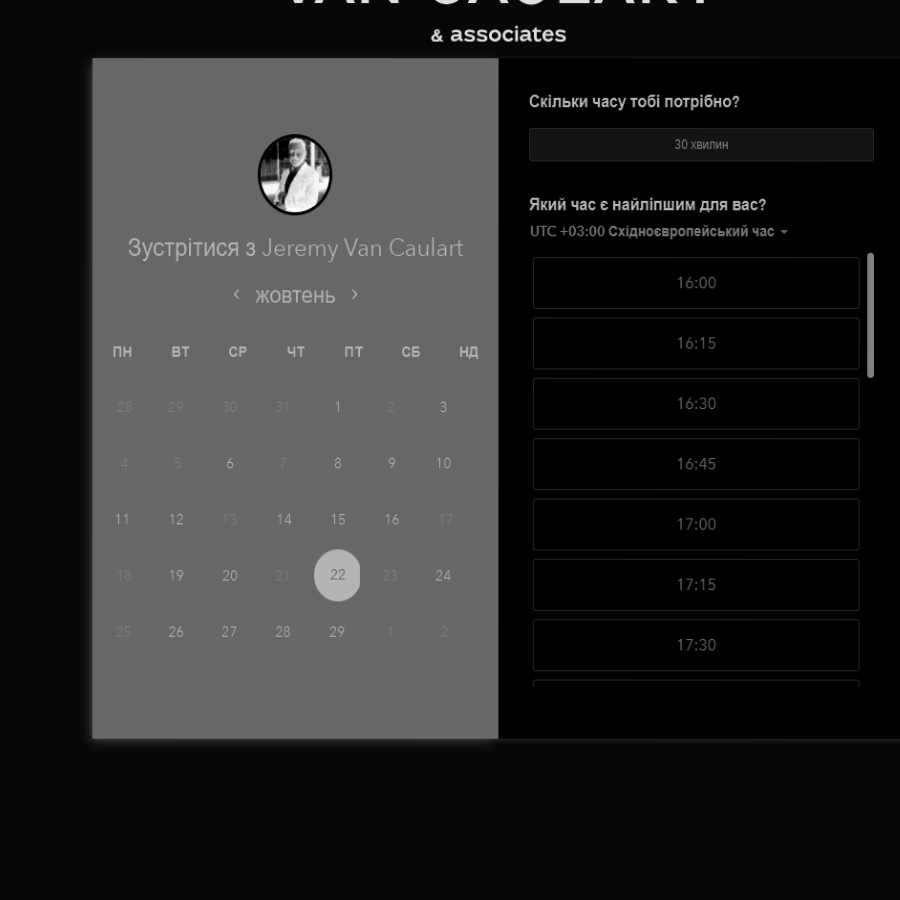 VAN CAULART
& associates
Зустрітися з Jeremy Van Caulart
‹ жовтень ›
ПН ВТ СР ЧТ ПТ СБ НД
28 29 30 31 1 2 3
4 5 6 7 8 9 10
11 12 13 14 15 16 17
18 19 20 21 22 23 24
25 26 27 28 29 1 2
Скільки часу тобі потрібно?
30 хвилин
Який час є найліпшим для вас?
UTC +03:00 Східноєвропейський час
16:00
16:15
16:30
16:45
17:00
17:15
17:30